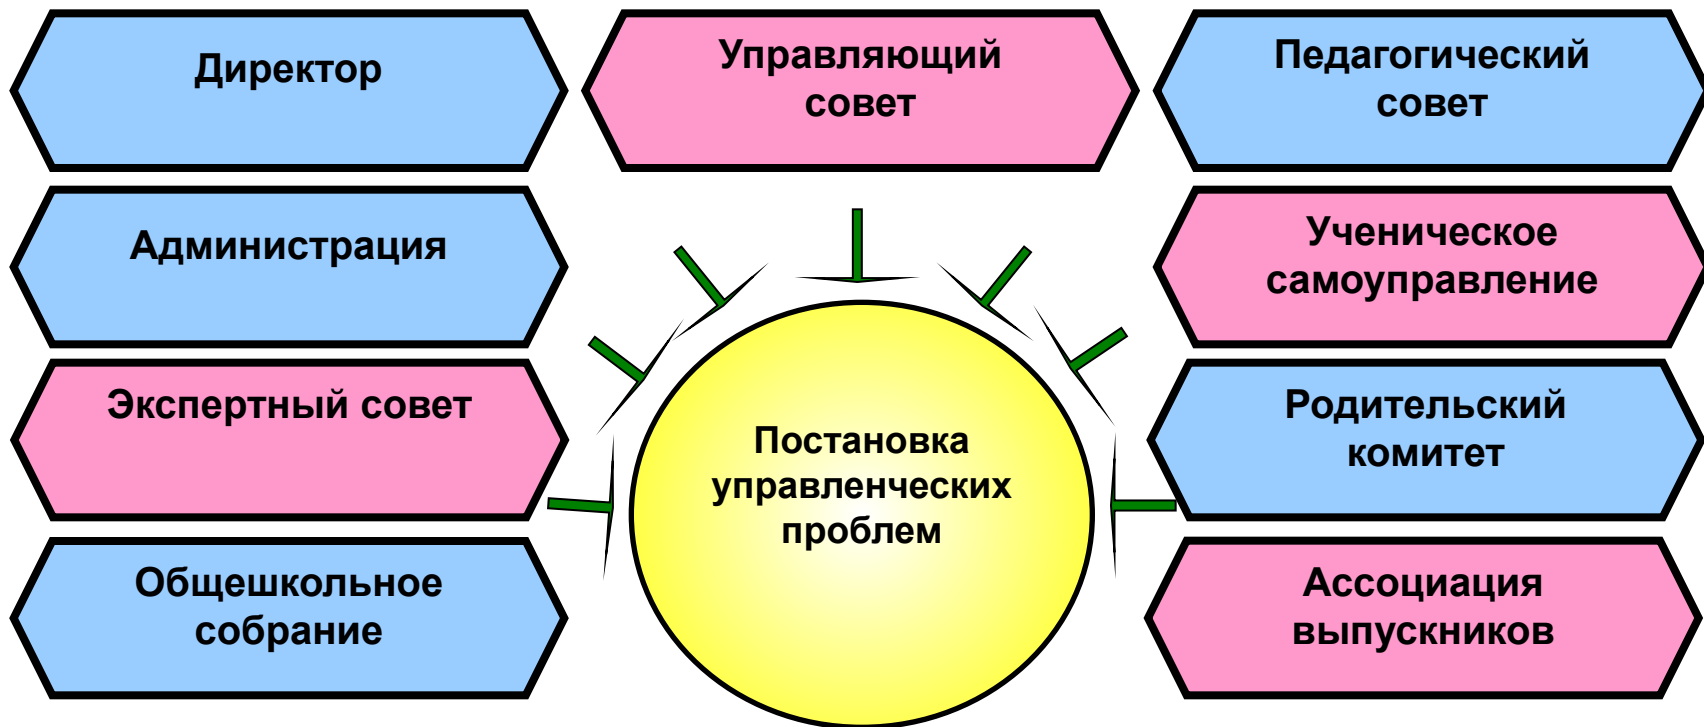 Директор
Управляющий
совет
Педагогический
совет
Администрация
Ученическое
самоуправление
Экспертный совет
Родительский
комитет
Постановка
управленческих
проблем
Общешкольное
собрание
Ассоциация
выпускников